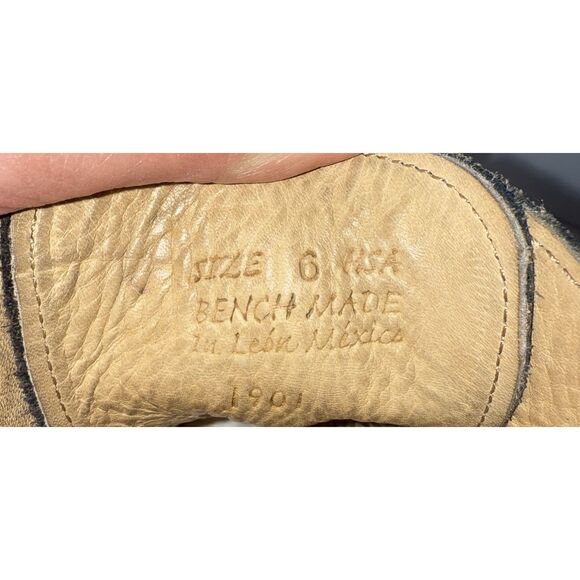 SIZE 6 USA
BENCH MADE
in León México
1901